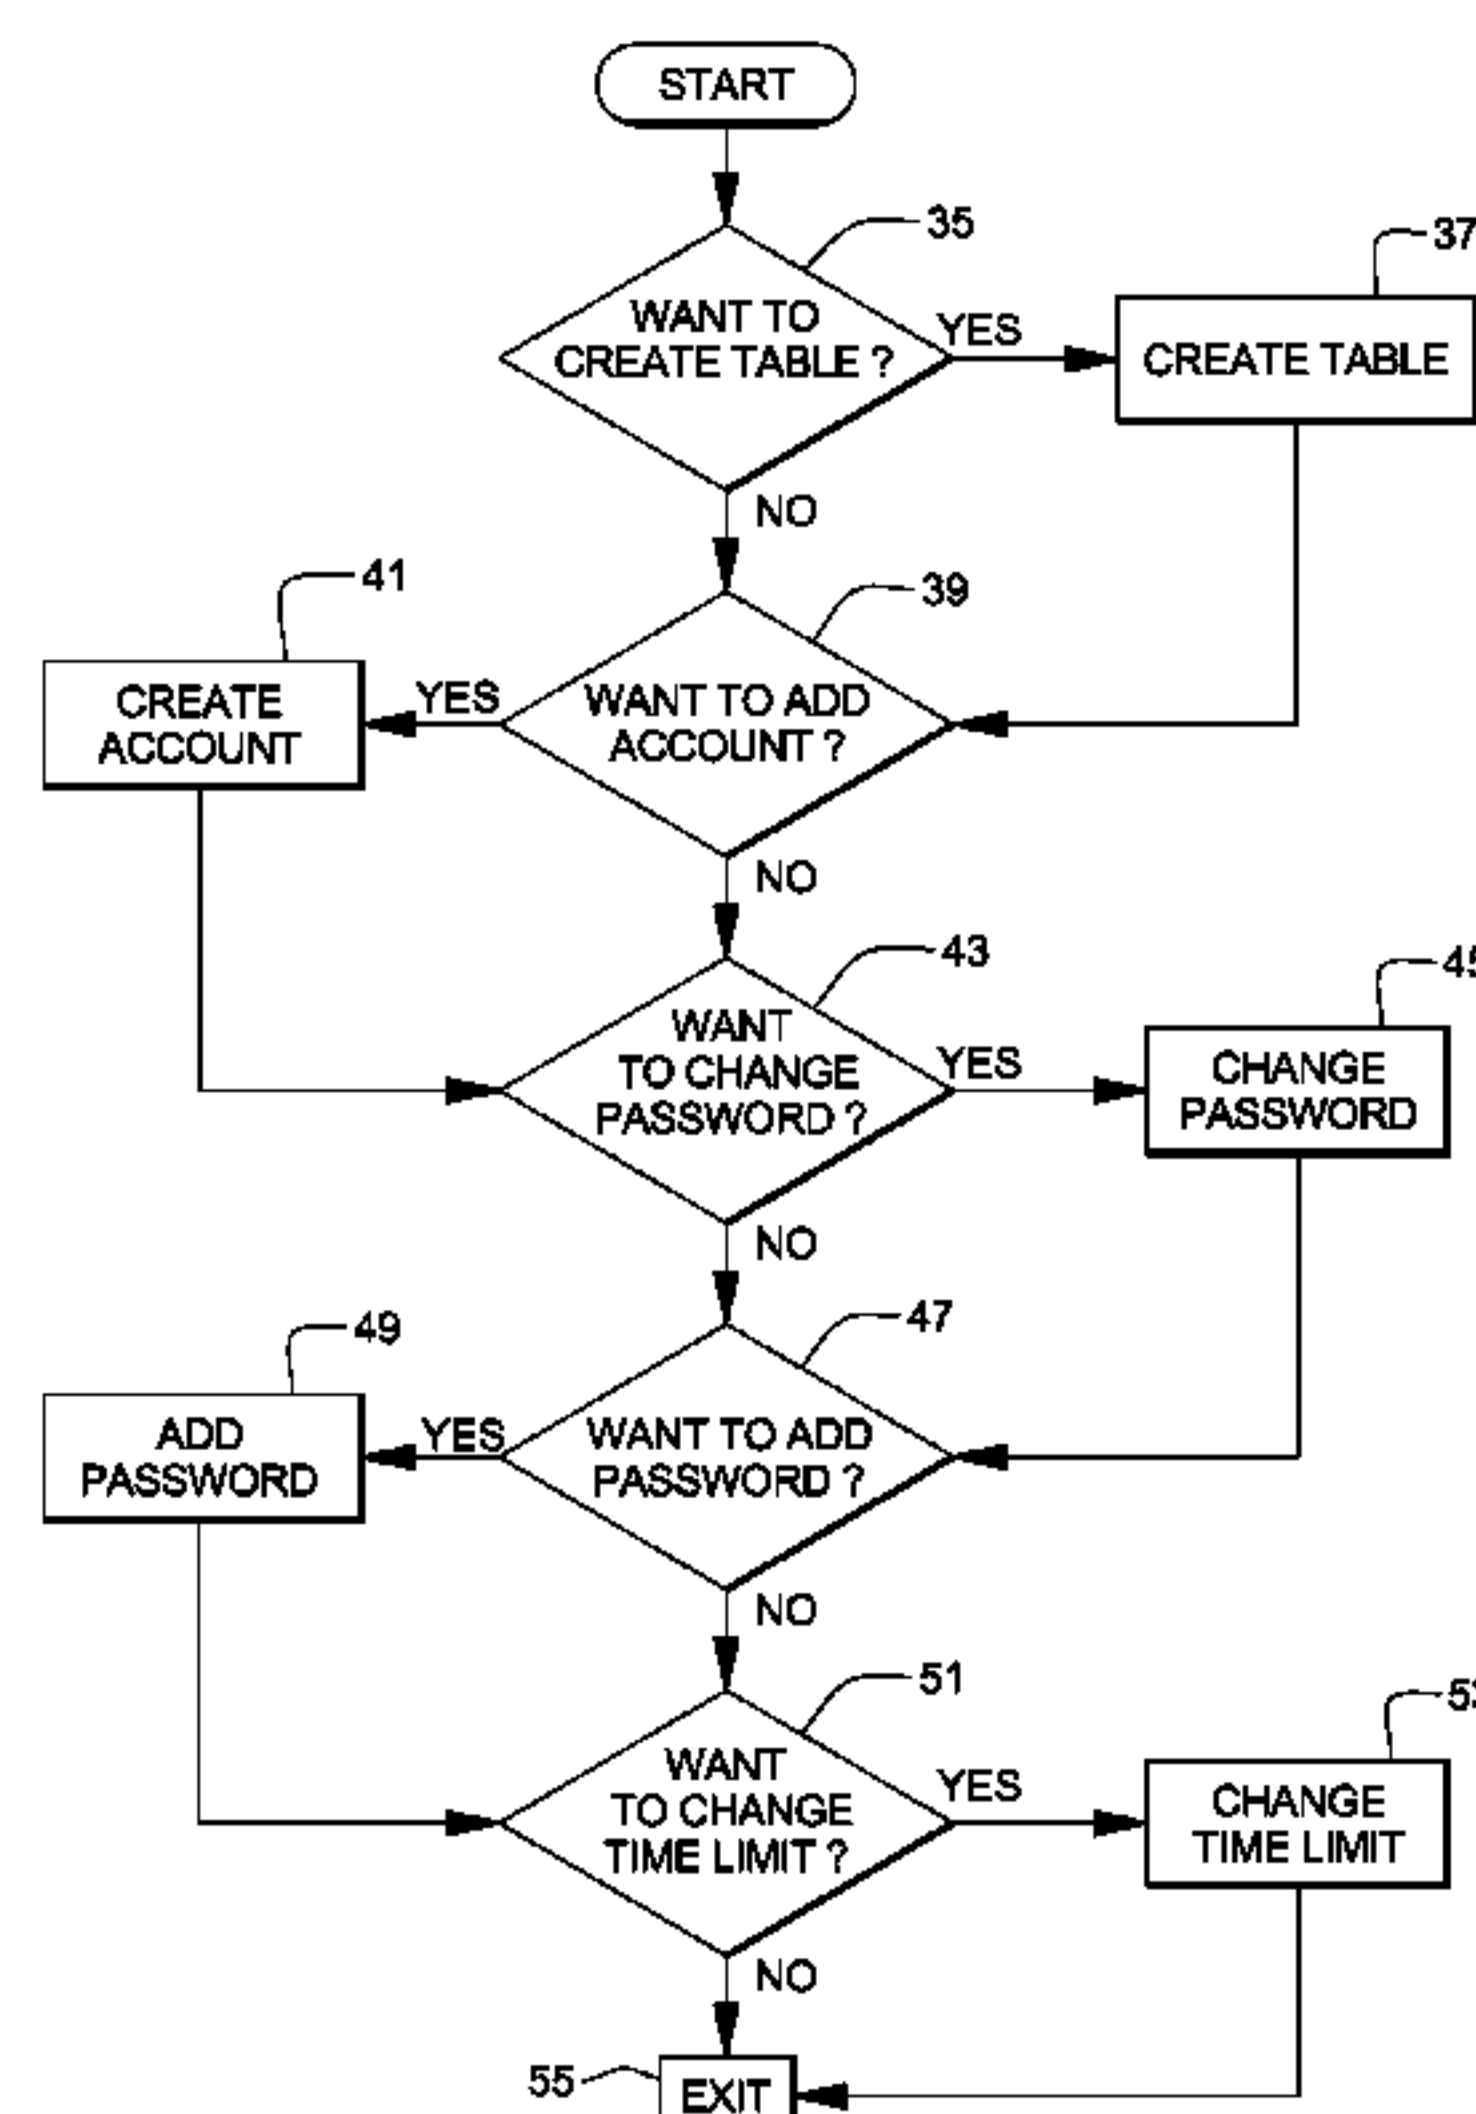 START
35
37
WANT TO
CREATE TABLE ?
YES
CREATE TABLE
NO
41
39
CREATE
ACCOUNT
YES
WANT TO ADD
ACCOUNT ?
NO
43
WANT
TO CHANGE
PASSWORD ?
YES
CHANGE
PASSWORD
NO
49
47
ADD
PASSWORD
YES
WANT TO ADD
PASSWORD ?
NO
51
WANT
TO CHANGE
TIME LIMIT ?
YES
CHANGE
TIME LIMIT
NO
55
EXIT